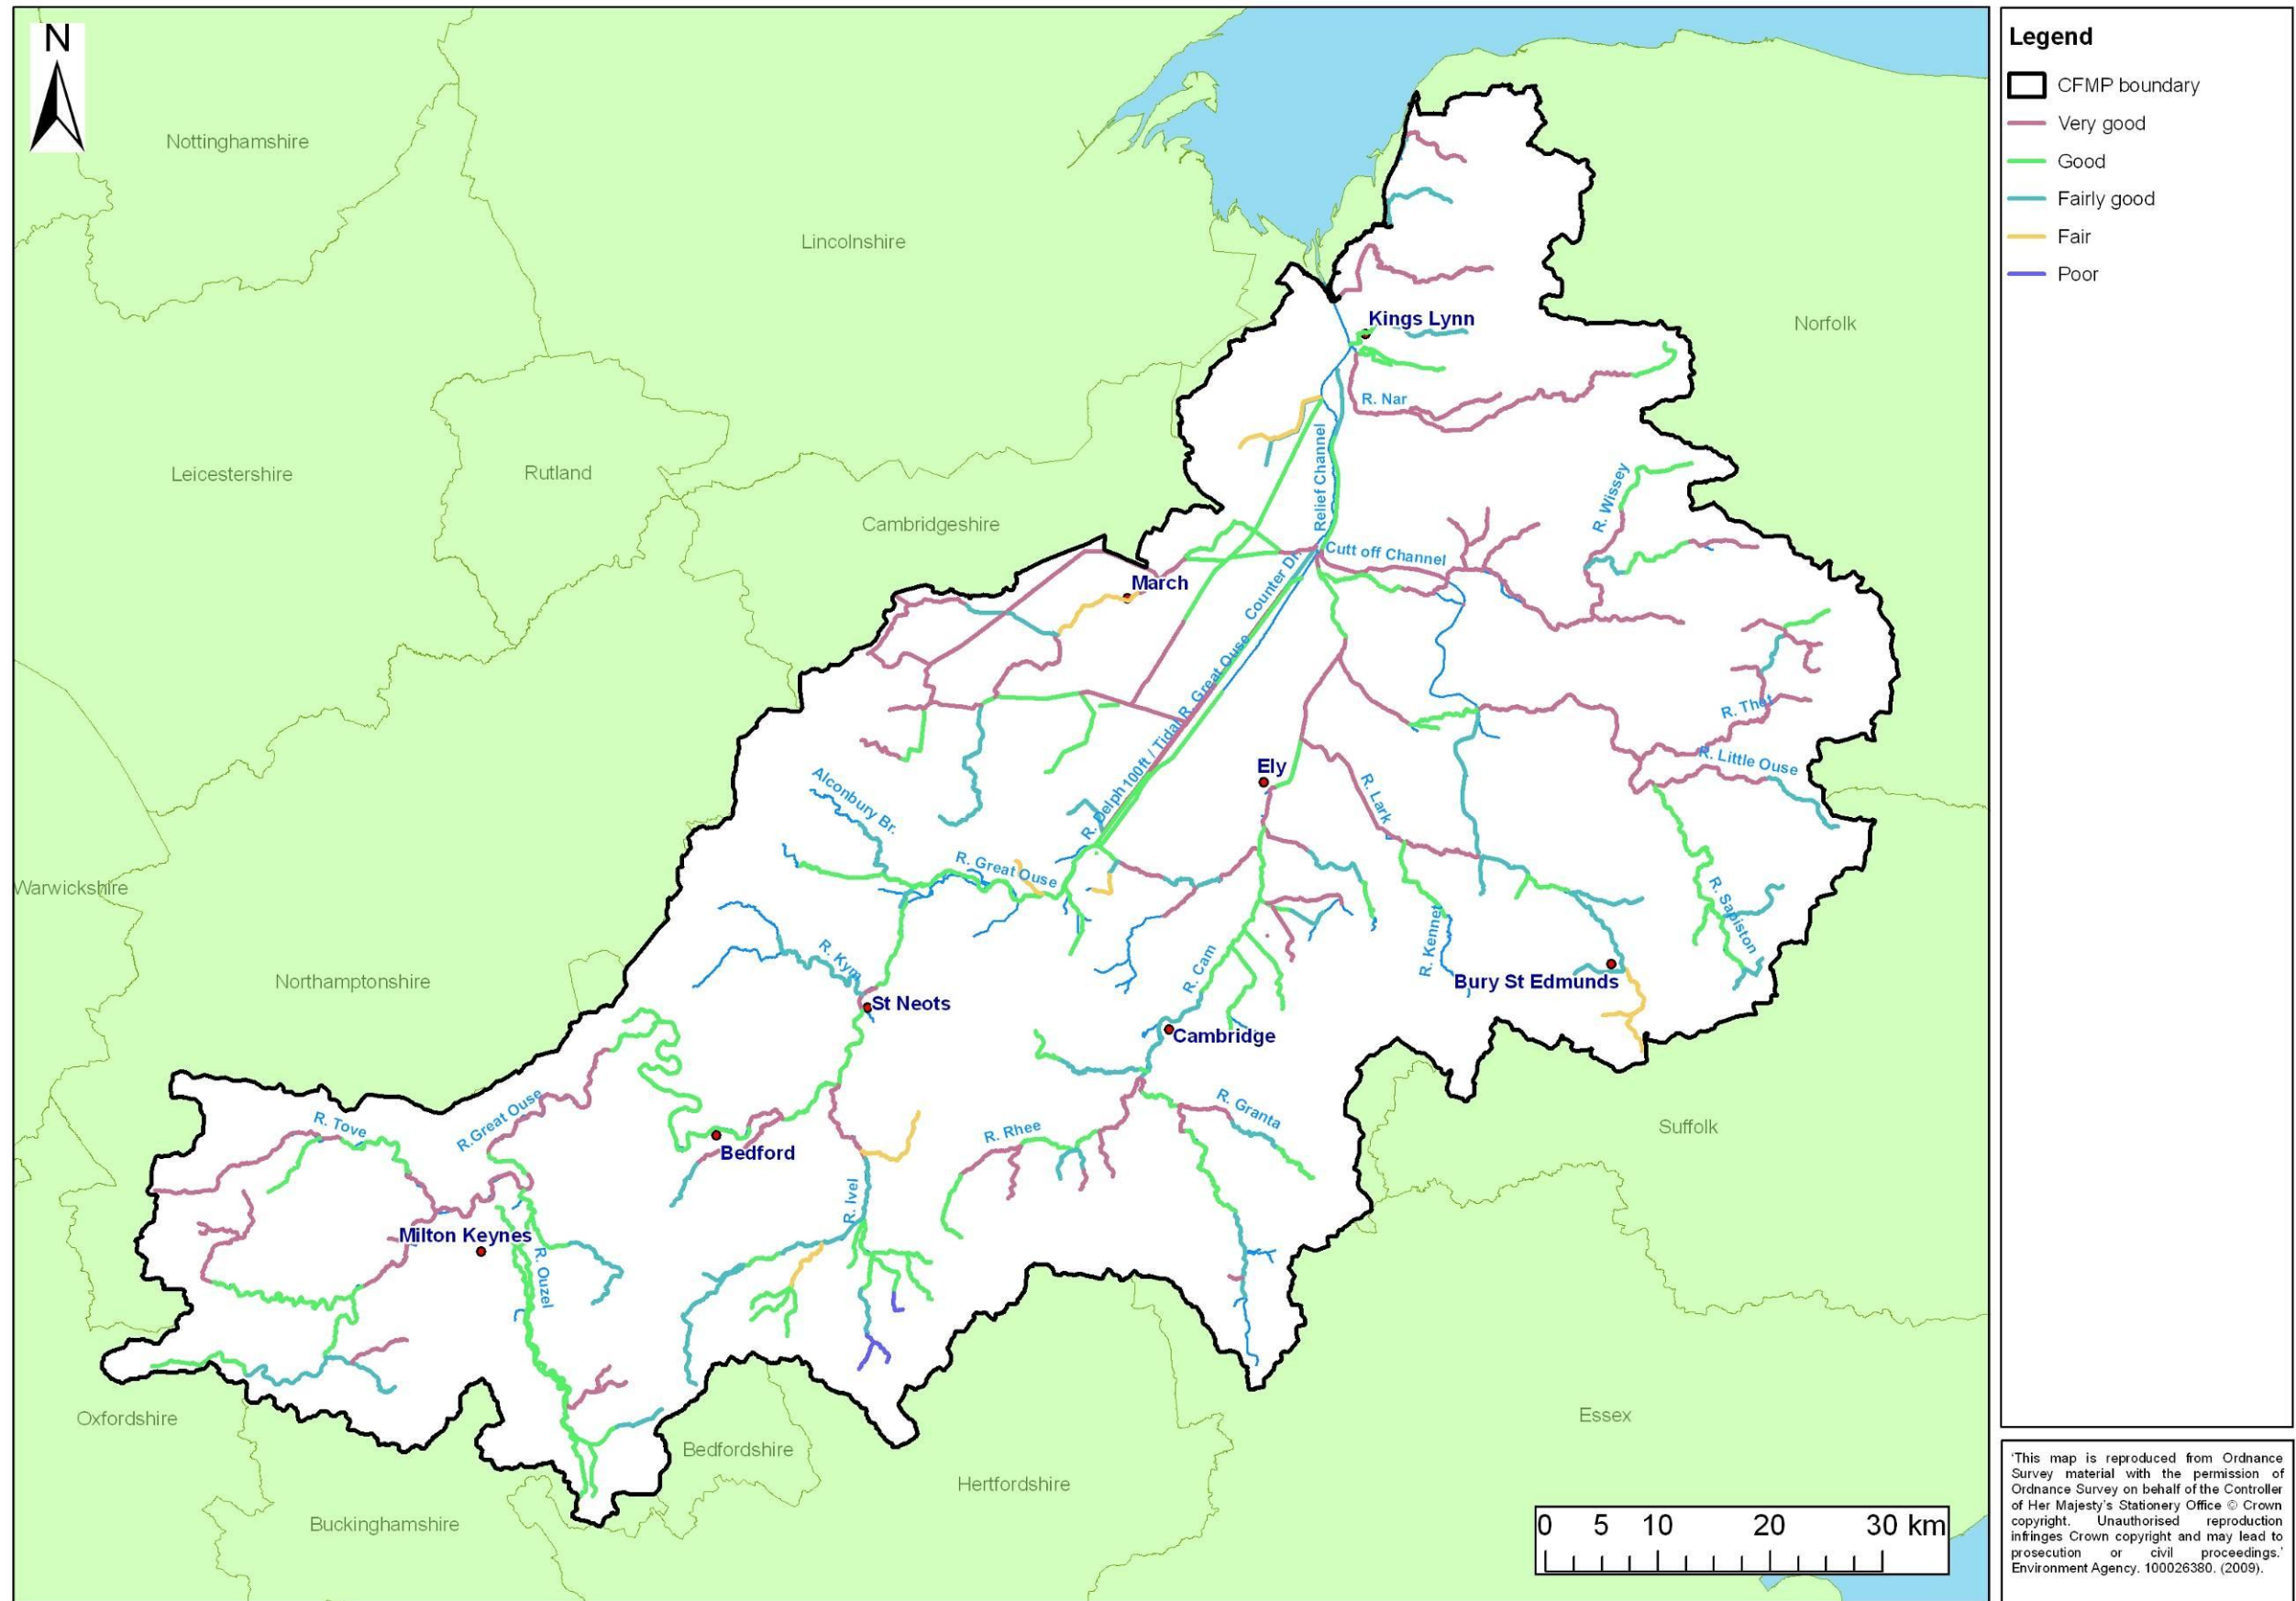 N
Nottinghamshire
Lincolnshire
Kings Lynn
Norfolk
R. Nar
Leicestershire
Rutland
Relief Channel
R. Wissey
Cambridgeshire
Cutt off Channel
March
Counter Dr.
R. Delph 100ft / Tidal R. Great Ouse
R. Thet
R. Little Ouse
Ely
Alconbury Br.
R. Lark
R. Great Ouse
Warwickshire
R. Sapiston
R. Kennet
R. Kym
R. Cam
Northamptonshire
Bury St Edmunds
St Neots
Cambridge
R. Tove
R.Great Ouse
R. Granta
R. Rhee
Suffolk
Bedford
R. Ivel
Milton Keynes
R. Ouzel
Oxfordshire
Essex
Bedfordshire
Hertfordshire
Buckinghamshire
0 5 10 20 30 km
Legend
CFMP boundary
Very good
Good
Fairly good
Fair
Poor
'This map is reproduced from Ordnance
Survey material with the permission of
Ordnance Survey on behalf of the Controller
of Her Majesty's Stationery Office © Crown
copyright. Unauthorised reproduction
infringes Crown copyright and may lead to
prosecution or civil proceedings.'
Environment Agency. 100026380. (2009).